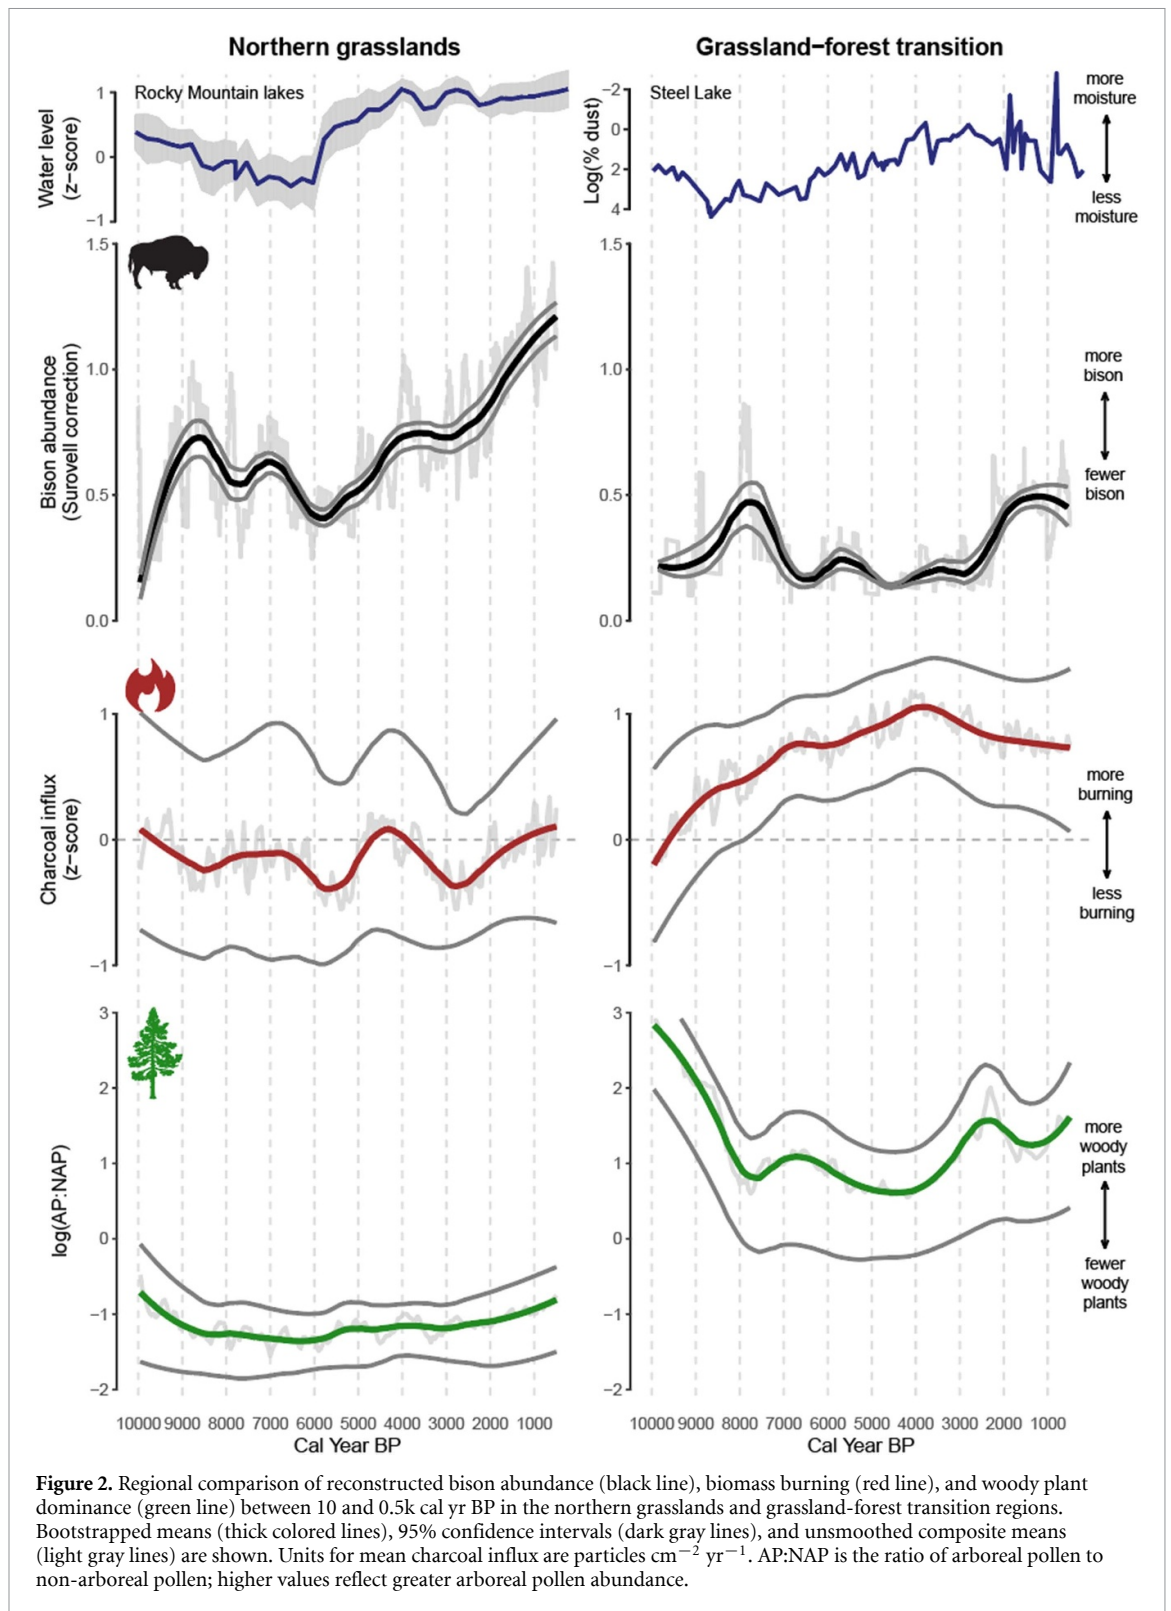 Northern grasslands
Grassland−forest transition
Rocky Mountain lakes
Water level
(z−score)
1
0
−1
Steel Lake
Log(% dust)
−2
0
2
4
more
moisture
less
moisture
Bison abundance
(Surovell correction)
1.5
1.0
0.5
0.0
1.5
1.0
0.5
0.0
more
bison
fewer
bison
Charcoal influx
(z−score)
1
0
−1
1
0
−1
more
burning
less
burning
log(AP:NAP)
3
2
1
0
−1
−2
3
2
1
0
−1
−2
more
woody
plants
fewer
woody
plants
10000 9000 8000 7000 6000 5000 4000 3000 2000 1000
Cal Year BP
10000 9000 8000 7000 6000 5000 4000 3000 2000 1000
Cal Year BP
Figure 2. Regional comparison of reconstructed bison abundance (black line), biomass burning (red line), and woody plant
dominance (green line) between 10 and 0.5k cal yr BP in the northern grasslands and grassland-forest transition regions.
Bootstrapped means (thick colored lines), 95% confidence intervals (dark gray lines), and unsmoothed composite means
(light gray lines) are shown. Units for mean charcoal influx are particles cm⁻² yr⁻¹. AP:NAP is the ratio of arboreal pollen to
non-arboreal pollen; higher values reflect greater arboreal pollen abundance.